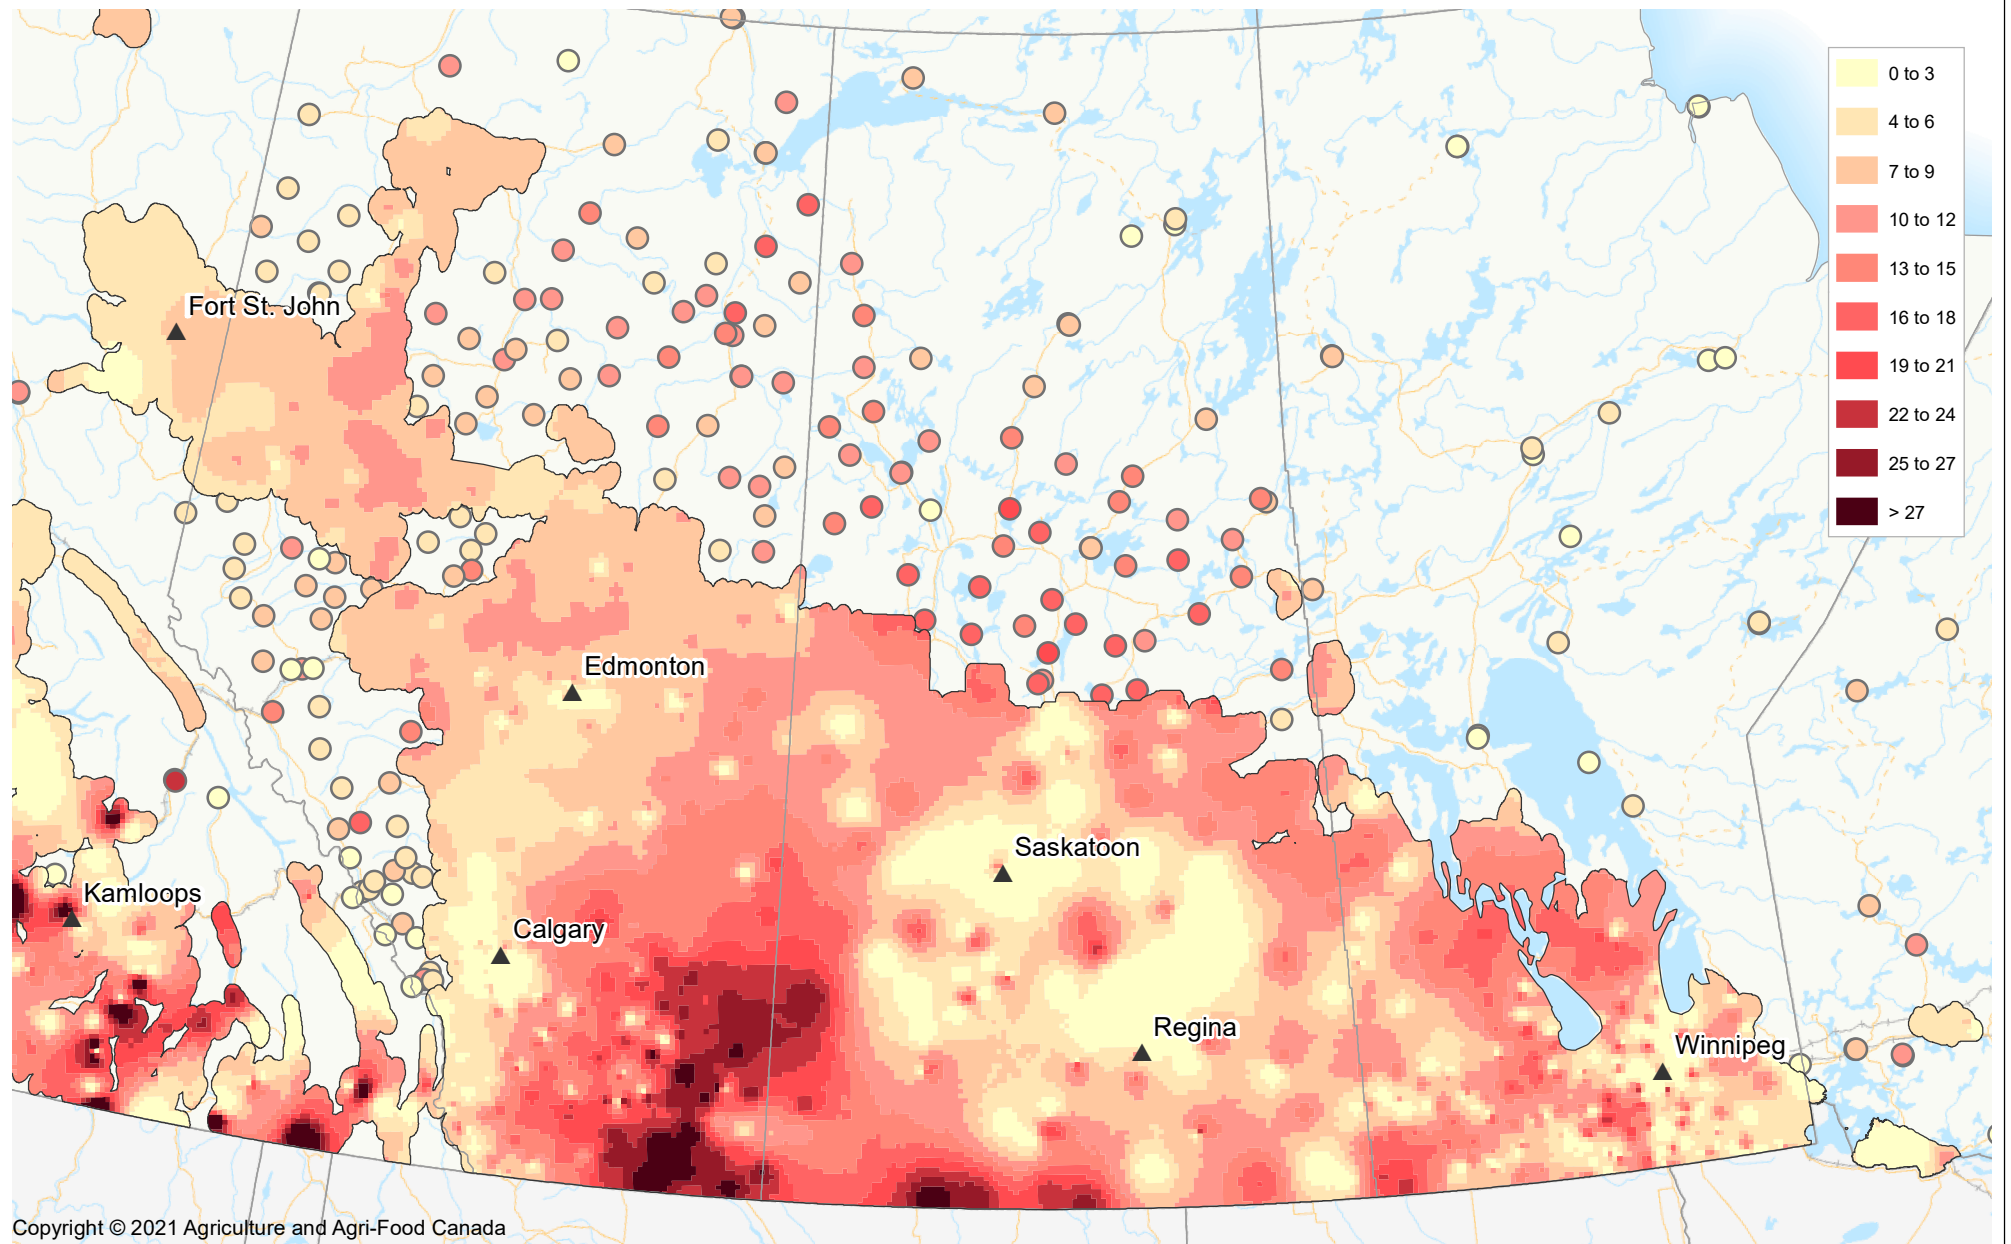 0 to 3
4 to 6
7 to 9
10 to 12
13 to 15
16 to 18
19 to 21
22 to 24
25 to 27
> 27
Fort St. John
Edmonton
Saskatoon
Kamloops
Calgary
Regina
Winnipeg
Copyright © 2021 Agriculture and Agri-Food Canada